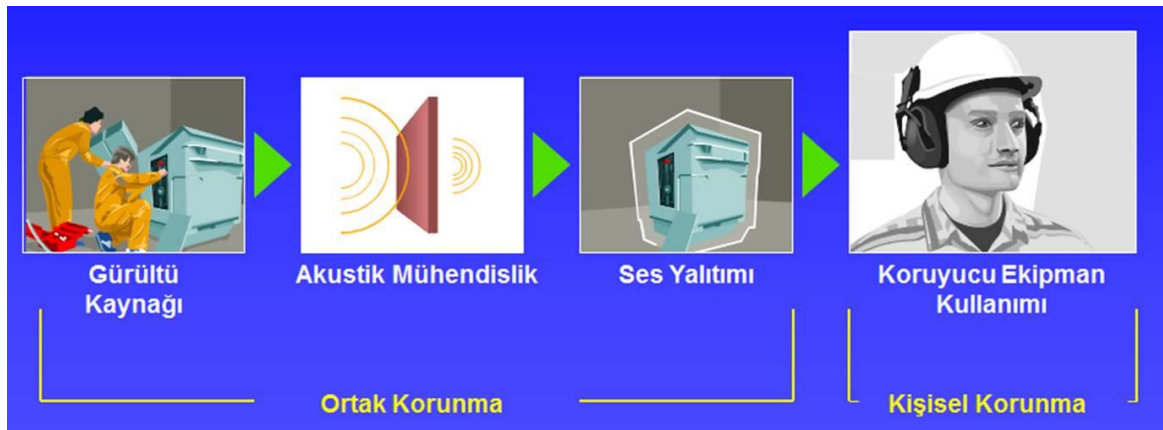 Gürültü
Kaynağı
Akustik Mühendislik
Ses Yalıtımı
Koruyucu Ekipman
Kullanımı
Ortak Korunma
Kişisel Korunma